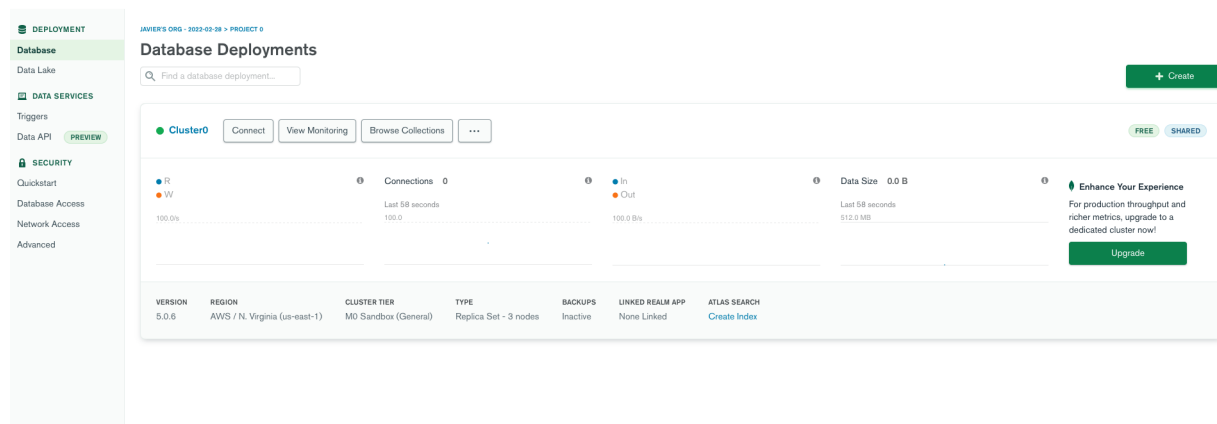 DEPLOYMENT
Database
Data Lake
DATA SERVICES
Triggers
Data API PREVIEW
SECURITY
Quickstart
Database Access
Network Access
Advanced
JAVIER'S ORG - 2022-02-28 > PROJECT 0
Database Deployments
Find a database deployment...
+ Create
Cluster0 Connect View Monitoring Browse Collections ... FREE SHARED
R
W
100.0/s
Connections 0
Last 58 seconds
100.0
In
Out
100.0 B/s
Data Size 0.0 B
Last 58 seconds
512.0 MB
Enhance Your Experience
For production throughput and
richer metrics, upgrade to a
dedicated cluster now!
Upgrade
VERSION REGION CLUSTER TIER TYPE BACKUPS LINKED REALM APP ATLAS SEARCH
5.0.6 AWS / N. Virginia (us-east-1) M0 Sandbox (General) Replica Set - 3 nodes Inactive None Linked Create Index